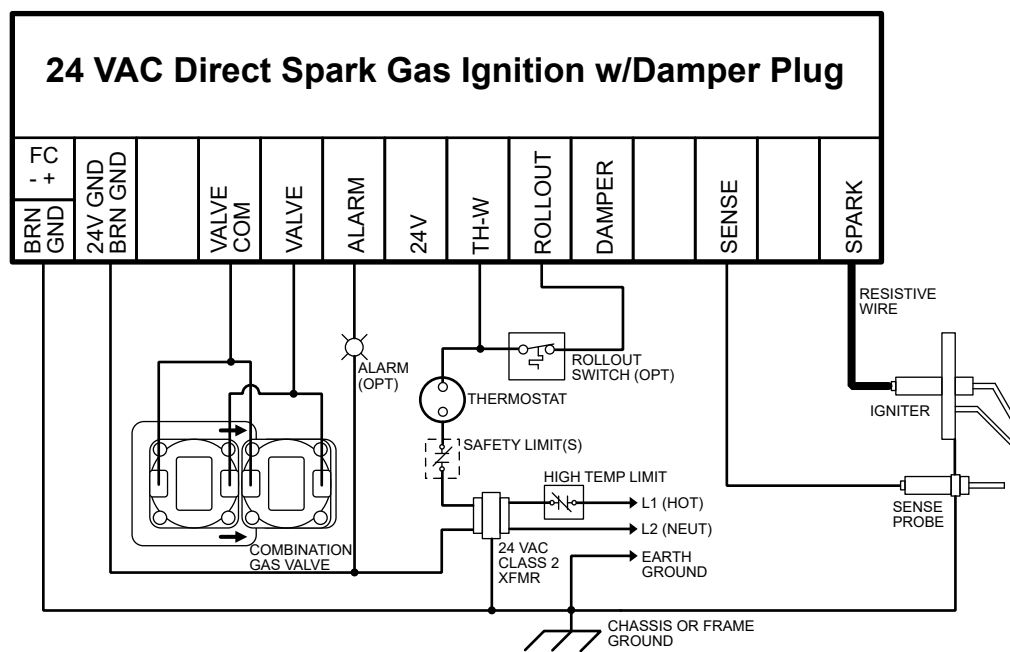 24 VAC Direct Spark Gas Ignition w/Damper Plug
FC
- +
BRN
GND
24V GND
BRN GND
VALVE
COM
VALVE
ALARM
24V
TH-W
ROLLOUT
DAMPER
SENSE
SPARK
RESISTIVE
WIRE
ALARM
(OPT)
ROLLOUT
SWITCH (OPT)
THERMOSTAT
IGNITER
SAFETY LIMIT(S)
HIGH TEMP LIMIT
L1 (HOT)
SENSE
PROBE
L2 (NEUT)
COMBINATION
GAS VALVE
24 VAC
CLASS 2
XFMR
EARTH
GROUND
CHASSIS OR FRAME
GROUND